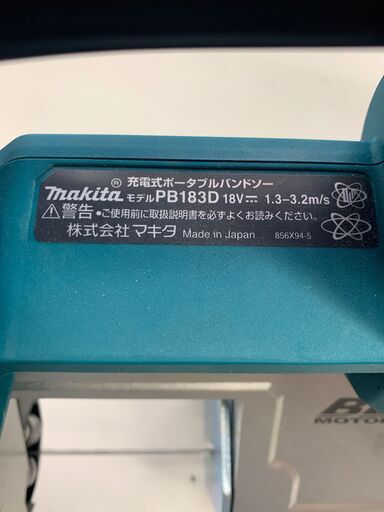 充電式ポータブルバンドソー
makita® モデル PB183D 18V⎓ 1.3-3.2m/s
⚠警告・ご使用前に取扱説明書を必ずよくお読みください。
株式会社 マキタ Made in Japan 856X94-5
MOTOR